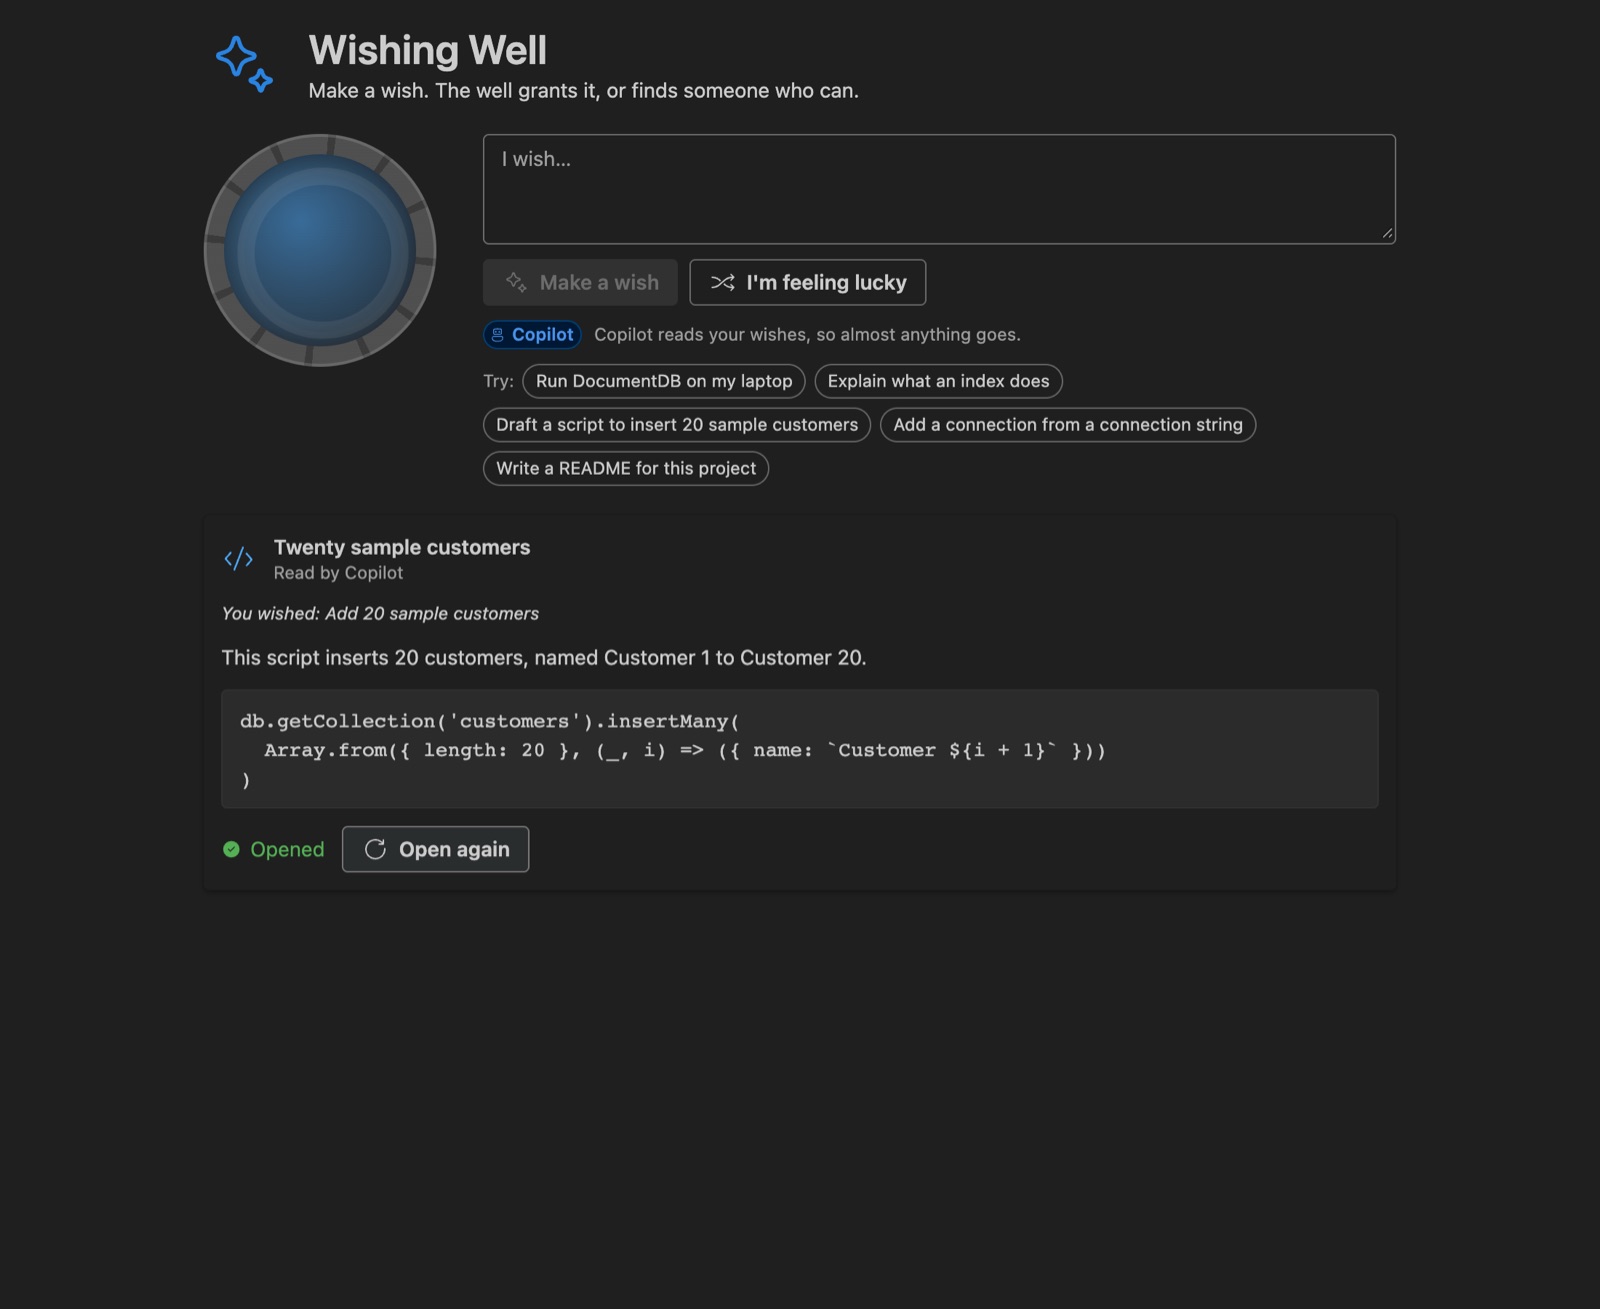 Wishing Well
Make a wish. The well grants it, or finds someone who can.
I wish...
Make a wish
I'm feeling lucky
Copilot
Copilot reads your wishes, so almost anything goes.
Try:
Run DocumentDB on my laptop
Explain what an index does
Draft a script to insert 20 sample customers
Add a connection from a connection string
Write a README for this project
Twenty sample customers
Read by Copilot
You wished: Add 20 sample customers
This script inserts 20 customers, named Customer 1 to Customer 20.
db.getCollection('customers').insertMany(
  Array.from({ length: 20 }, (_, i) => ({ name: `Customer ${i + 1}` }))
)
Opened
Open again